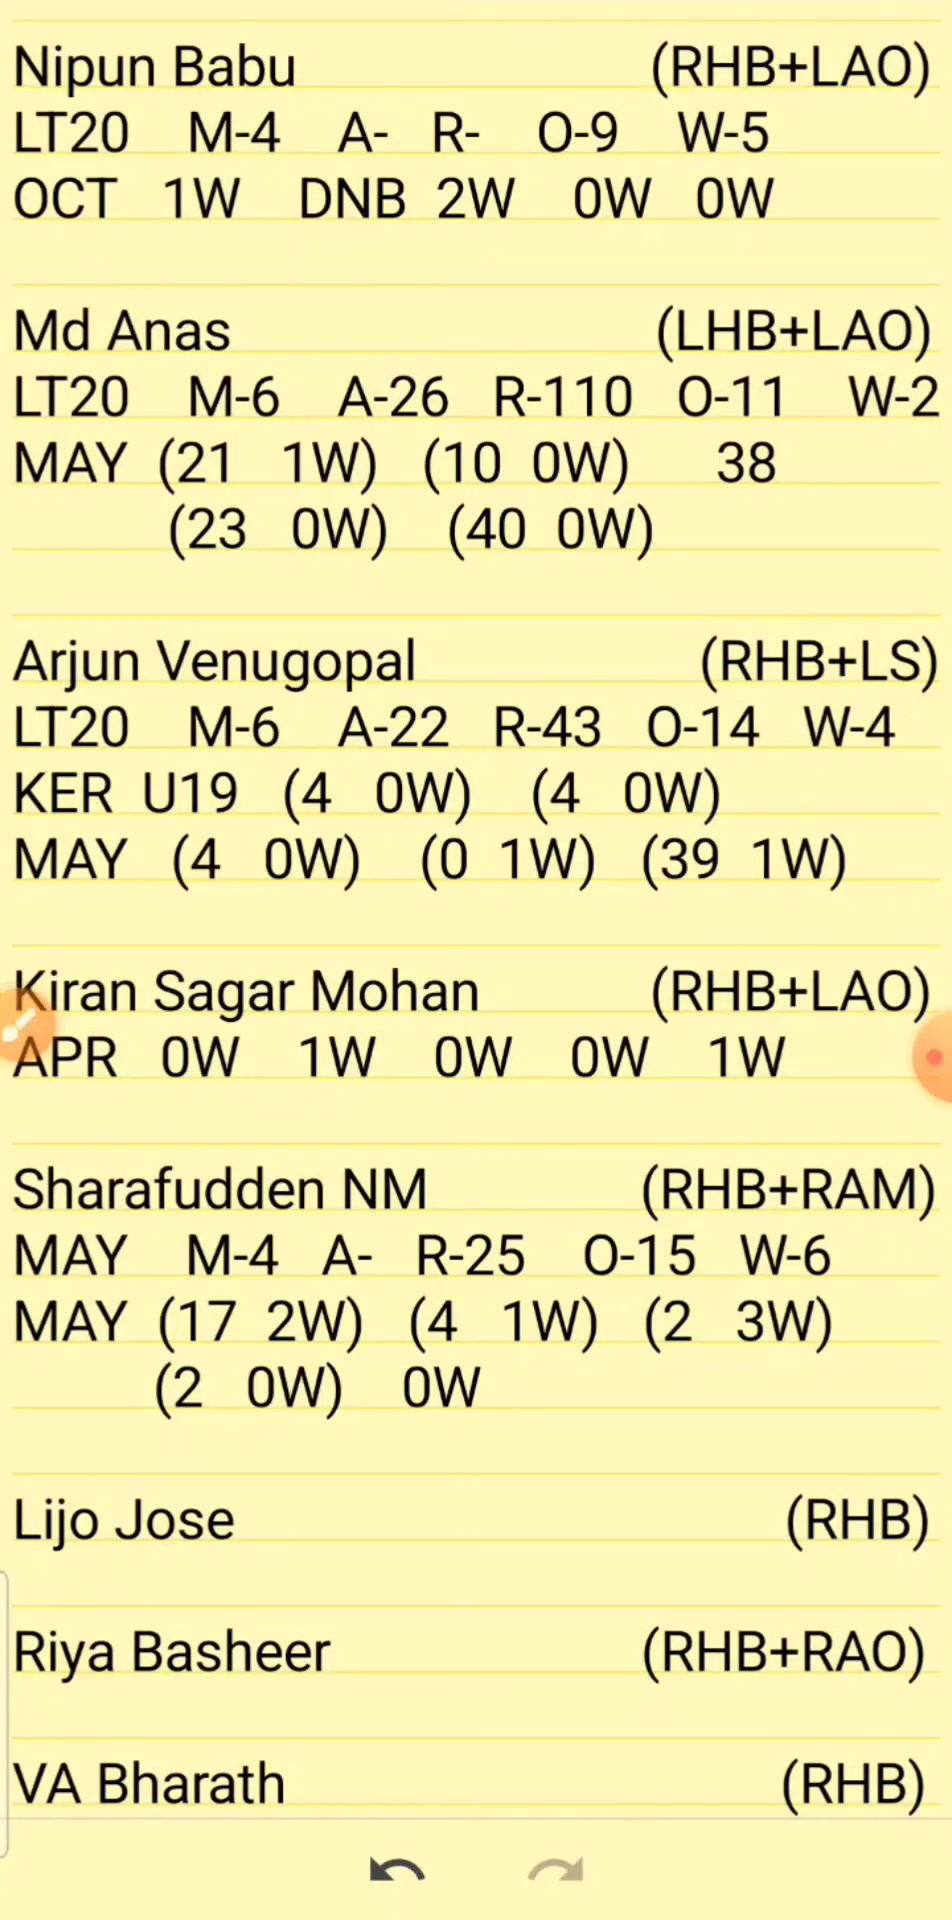 Nipun Babu (RHB+LAO)
LT20 M-4 A- R- O-9 W-5
OCT 1W DNB 2W 0W 0W
Md Anas (LHB+LAO)
LT20 M-6 A-26 R-110 O-11 W-2
MAY (21 1W) (10 0W) 38
(23 0W) (40 0W)
Arjun Venugopal (RHB+LS)
LT20 M-6 A-22 R-43 O-14 W-4
KER U19 (4 0W) (4 0W)
MAY (4 0W) (0 1W) (39 1W)
Kiran Sagar Mohan (RHB+LAO)
APR 0W 1W 0W 0W 1W
Sharafudden NM (RHB+RAM)
MAY M-4 A- R-25 O-15 W-6
MAY (17 2W) (4 1W) (2 3W)
(2 0W) 0W
Lijo Jose (RHB)
Riya Basheer (RHB+RAO)
VA Bharath (RHB)